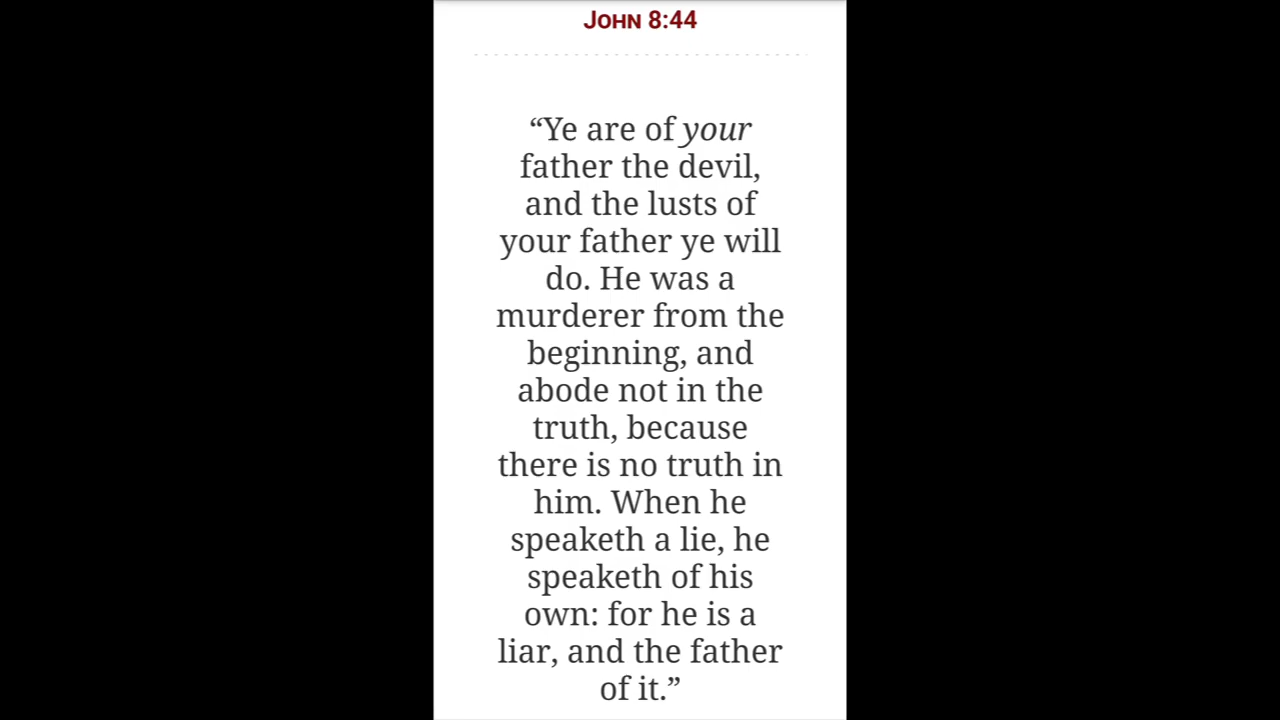 John 8:44
“Ye are of your
father the devil,
and the lusts of
your father ye will
do. He was a
murderer from the
beginning, and
abode not in the
truth, because
there is no truth in
him. When he
speaketh a lie, he
speaketh of his
own: for he is a
liar, and the father
of it.”